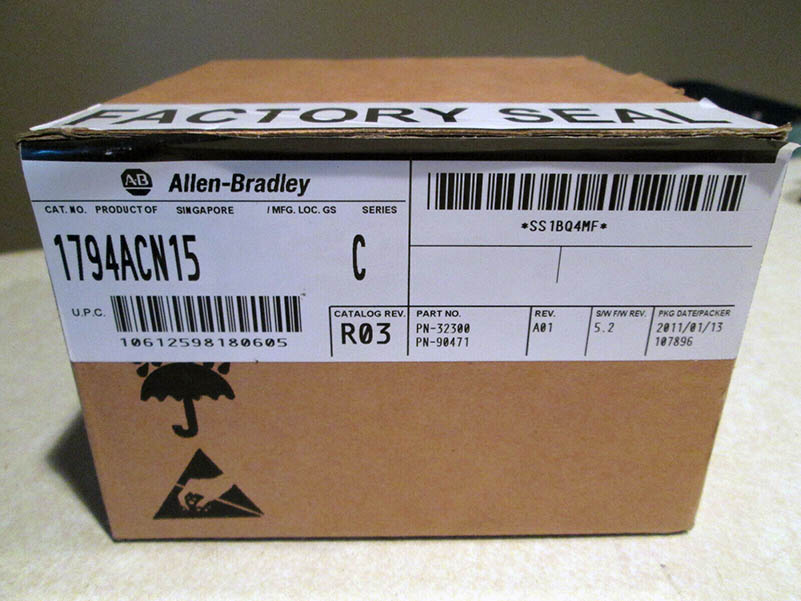 FACTORY SEAL
A·B Allen-Bradley
CAT. NO. PRODUCT OF SINGAPORE / MFG. LOC. GS SERIES
1794ACN15 C
*SS1BQ4MF*
U.P.C.
10612598180605
CATALOG REV.
R03
PART NO.
PN-32300
PN-90471
REV.
A01
S/W F/W REV.
5.2
PKG DATE/PACKER
2011/01/13
107896